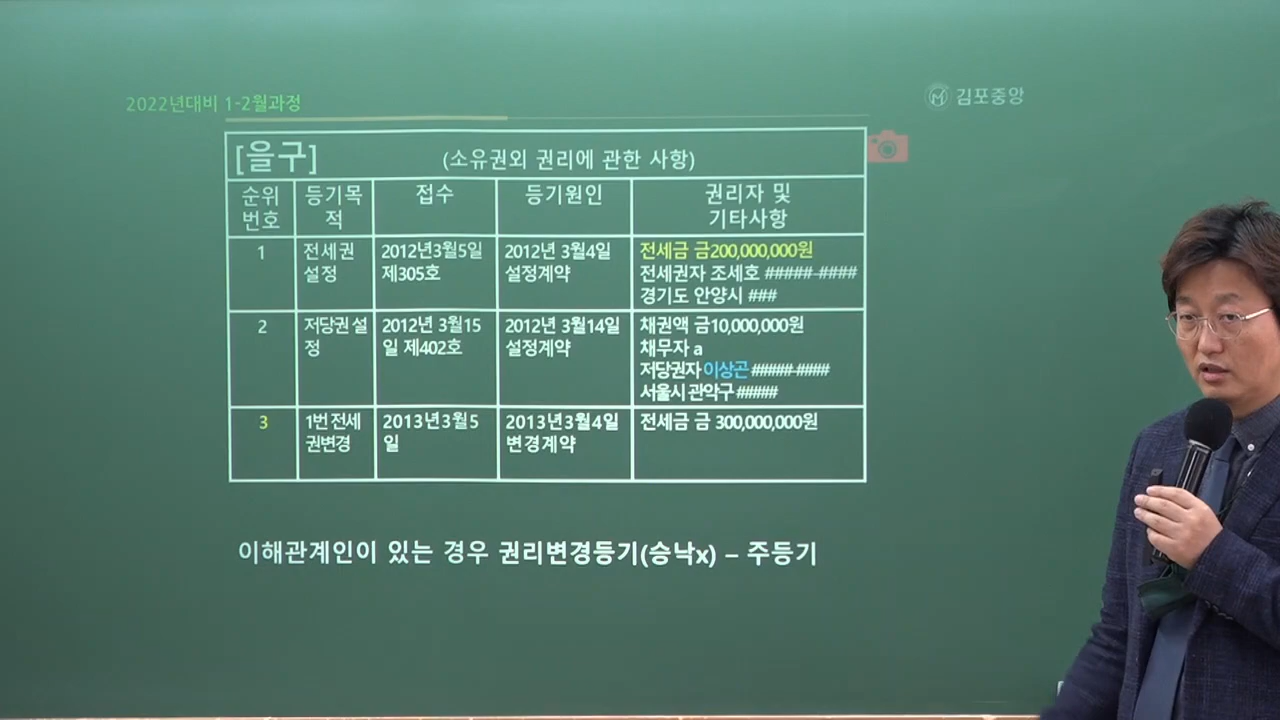 2022년대비 1-2월과정
김포중앙
[을구] (소유권외 권리에 관한 사항)
순위
번호
등기목
적
접수
등기원인
권리자 및
기타사항
1
전세권
설정
2012년3월5일
제305호
2012년 3월4일
설정계약
전세금 금200,000,000원
전세권자 조세호 #####-####
경기도 안양시 ###
2
저당권 설
정
2012년 3월15
일 제402호
2012년 3월14일
설정계약
채권액 금10,000,000원
채무자 a
저당권자 이상곤 #####-####
서울시 관악구 #####
3
1번 전세
권변경
2013년3월5
일
2013년3월4일
변경계약
전세금 금 300,000,000원
이해관계인이 있는 경우 권리변경등기(승낙x) – 주등기